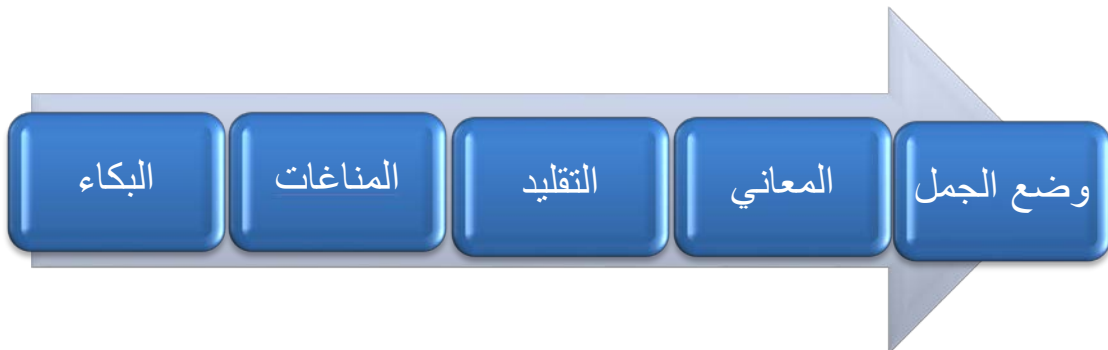 البكاء
المناغات
التقليد
المعاني
وضع الجمل